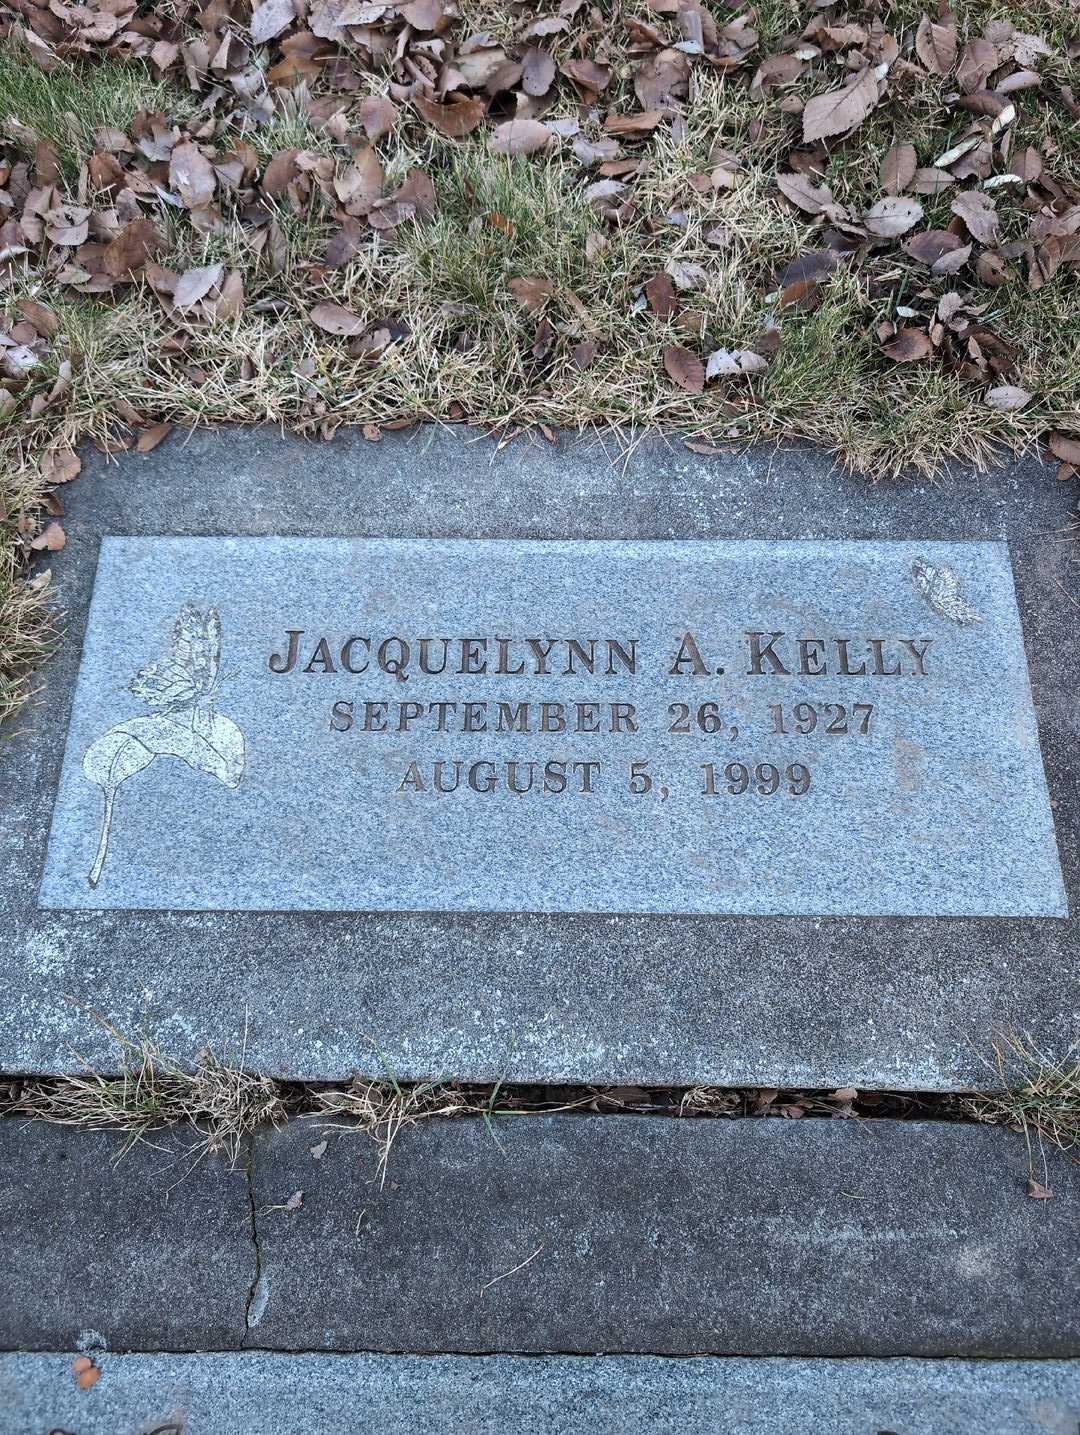 JACQUELYNN A. KELLY
SEPTEMBER 26, 1927
AUGUST 5, 1999